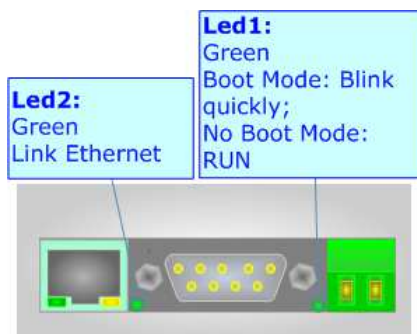 Led1:
Green
Boot Mode: Blink
quickly;
No Boot Mode:
RUN
Led2:
Green
Link Ethernet